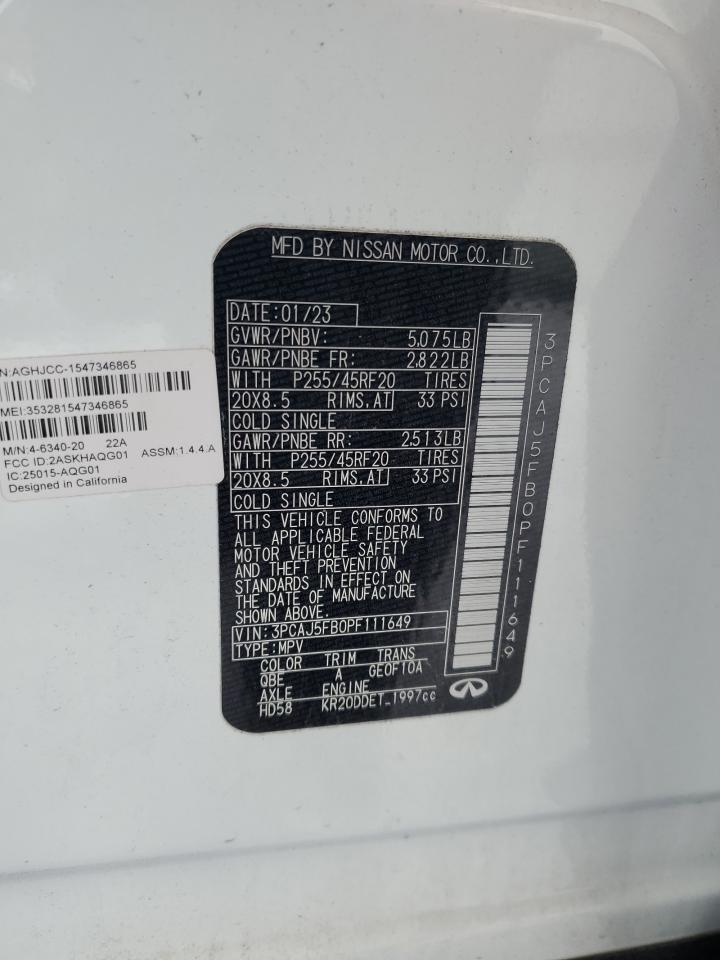 N:AGHJCC-1547346865
MEI:353281547346865
M/N:4-6340-20 22A
FCC ID:2ASKHAQG01 ASSM:1.4.4.A
IC:25015-AQG01
Designed in California
MFD BY NISSAN MOTOR CO.,LTD.
DATE:01/23
GVWR/PNBV: 5,075LB
GAWR/PNBE FR: 2,822LB
WITH P255/45RF20 TIRES
20X8.5 RIMS,AT 33 PSI
COLD SINGLE
GAWR/PNBE RR: 2,513LB
WITH P255/45RF20 TIRES
20X8.5 RIMS,AT 33 PSI
COLD SINGLE
THIS VEHICLE CONFORMS TO
ALL APPLICABLE FEDERAL
MOTOR VEHICLE SAFETY
AND THEFT PREVENTION
STANDARDS IN EFFECT ON
THE DATE OF MANUFACTURE
SHOWN ABOVE.
VIN:3PCAJ5FB0PF111649
TYPE:MPV
COLOR TRIM TRANS
QBE A GE0F10A
AXLE ENGINE
HD58 KR20DDET_1997cc
3PCAJ5FB0PF111649